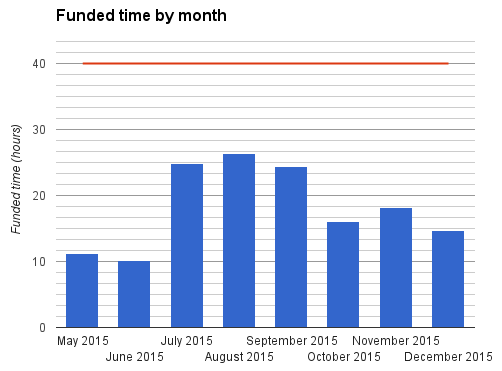 Funded time by month
Funded time (hours)
40
30
20
10
0
May 2015
June 2015
July 2015
August 2015
September 2015
October 2015
November 2015
December 2015